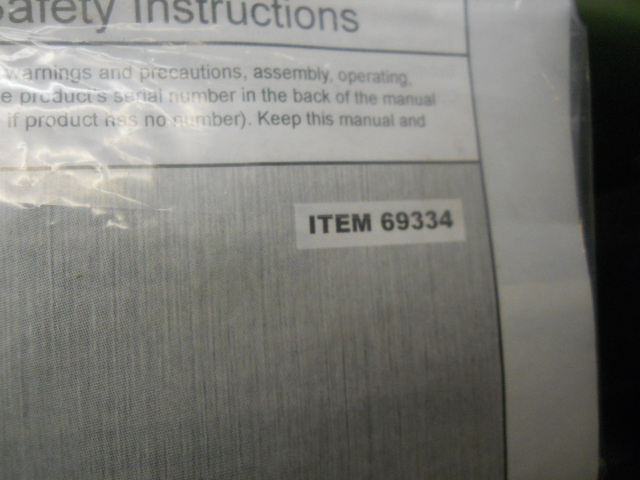 Safety Instructions
warnings and precautions, assembly, operating,
e product's serial number in the back of the manual
if product has no number). Keep this manual and
ITEM 69334